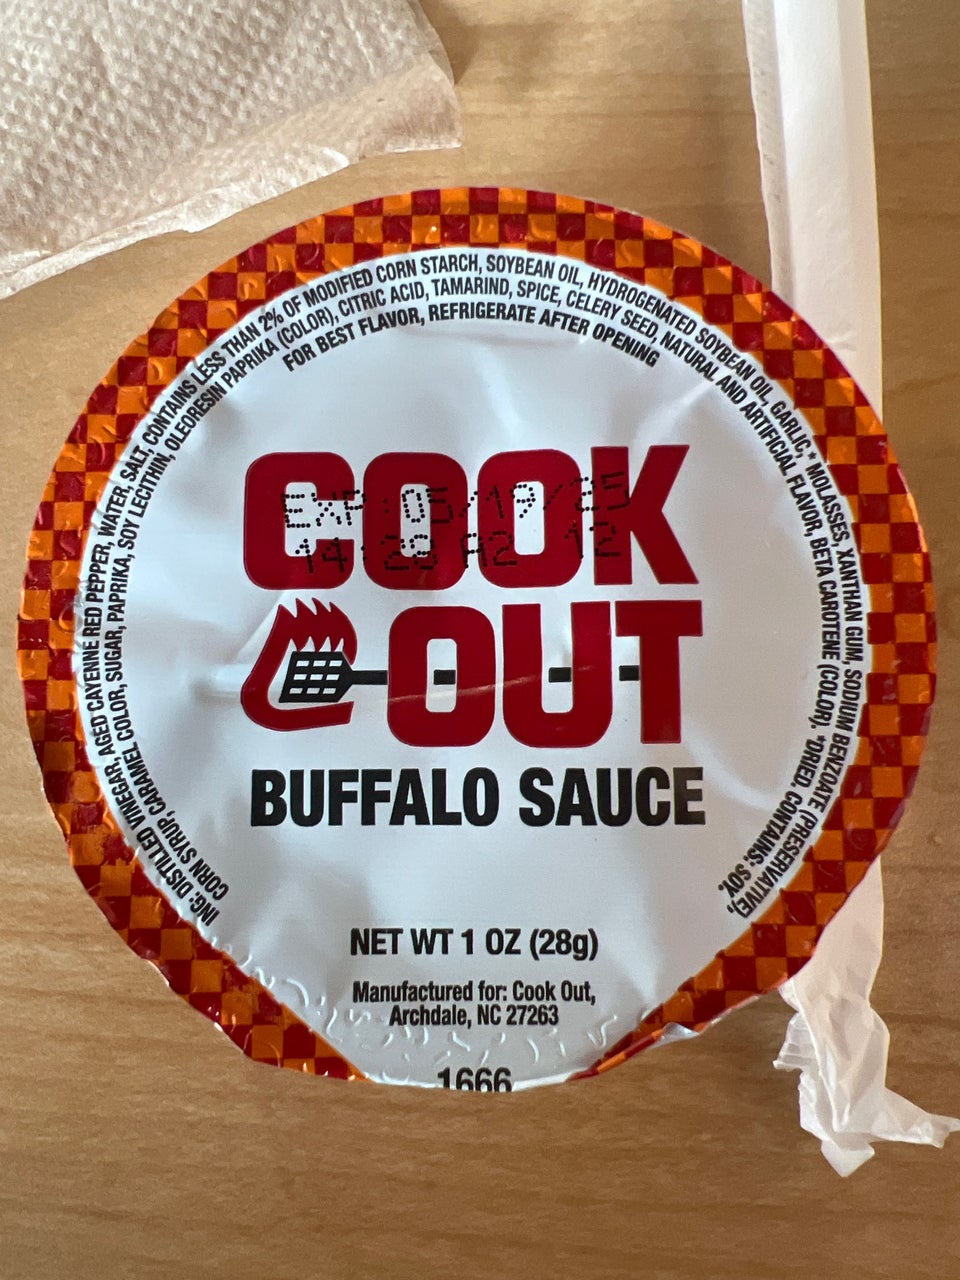 ING: DISTILLED VINEGAR, AGED CAYENNE RED PEPPER, WATER, SALT, CONTAINS LESS THAN 2% OF MODIFIED CORN STARCH, SOYBEAN OIL, HYDROGENATED SOYBEAN OIL, GARLIC,* MOLASSES, XANTHAN GUM, SODIUM BENZOATE (PRESERVATIVE),
CORN SYRUP, CARAMEL COLOR, SUGAR, PAPRIKA, SOY LECITHIN, OLEORESIN PAPRIKA (COLOR), CITRIC ACID, TAMARIND, SPICE, CELERY SEED, NATURAL AND ARTIFICIAL FLAVOR, BETA CAROTENE (COLOR). *DRIED. CONTAINS: SOY.
FOR BEST FLAVOR, REFRIGERATE AFTER OPENING
COOK
EXP:05/19/25
14:28 A2 12
OUT
BUFFALO SAUCE
NET WT 1 OZ (28g)
Manufactured for: Cook Out,
Archdale, NC 27263
1666